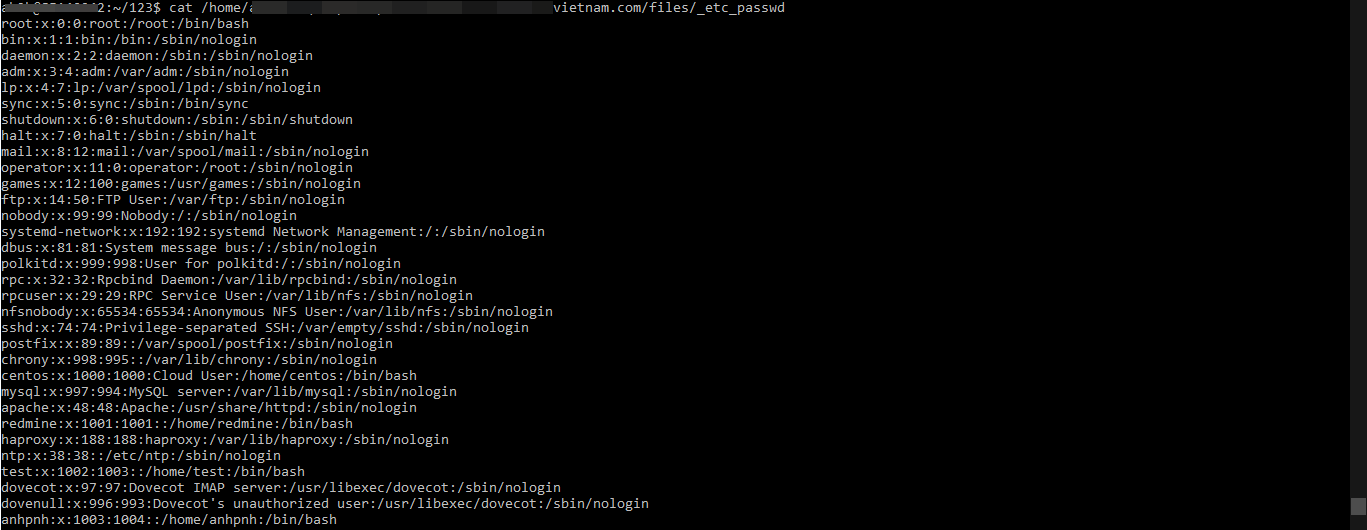 2:~/123$ cat /home/ vietnam.com/files/_etc_passwd
root:x:0:0:root:/root:/bin/bash
bin:x:1:1:bin:/bin:/sbin/nologin
daemon:x:2:2:daemon:/sbin:/sbin/nologin
adm:x:3:4:adm:/var/adm:/sbin/nologin
lp:x:4:7:lp:/var/spool/lpd:/sbin/nologin
sync:x:5:0:sync:/sbin:/bin/sync
shutdown:x:6:0:shutdown:/sbin:/sbin/shutdown
halt:x:7:0:halt:/sbin:/sbin/halt
mail:x:8:12:mail:/var/spool/mail:/sbin/nologin
operator:x:11:0:operator:/root:/sbin/nologin
games:x:12:100:games:/usr/games:/sbin/nologin
ftp:x:14:50:FTP User:/var/ftp:/sbin/nologin
nobody:x:99:99:Nobody:/:/sbin/nologin
systemd-network:x:192:192:systemd Network Management:/:/sbin/nologin
dbus:x:81:81:System message bus:/:/sbin/nologin
polkitd:x:999:998:User for polkitd:/:/sbin/nologin
rpc:x:32:32:Rpcbind Daemon:/var/lib/rpcbind:/sbin/nologin
rpcuser:x:29:29:RPC Service User:/var/lib/nfs:/sbin/nologin
nfsnobody:x:65534:65534:Anonymous NFS User:/var/lib/nfs:/sbin/nologin
sshd:x:74:74:Privilege-separated SSH:/var/empty/sshd:/sbin/nologin
postfix:x:89:89::/var/spool/postfix:/sbin/nologin
chrony:x:998:995::/var/lib/chrony:/sbin/nologin
centos:x:1000:1000:Cloud User:/home/centos:/bin/bash
mysql:x:997:994:MySQL server:/var/lib/mysql:/sbin/nologin
apache:x:48:48:Apache:/usr/share/httpd:/sbin/nologin
redmine:x:1001:1001::/home/redmine:/bin/bash
haproxy:x:188:188:haproxy:/var/lib/haproxy:/sbin/nologin
ntp:x:38:38::/etc/ntp:/sbin/nologin
test:x:1002:1003::/home/test:/bin/bash
dovecot:x:97:97:Dovecot IMAP server:/usr/libexec/dovecot:/sbin/nologin
dovenull:x:996:993:Dovecot's unauthorized user:/usr/libexec/dovecot:/sbin/nologin
anhpnh:x:1003:1004::/home/anhpnh:/bin/bash